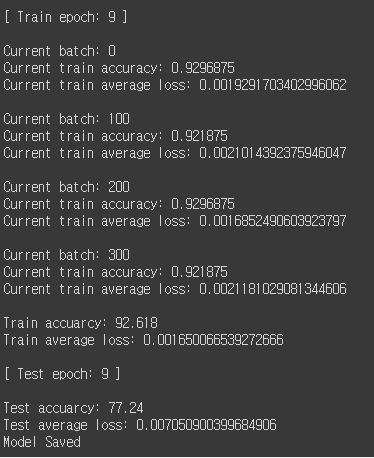 [ Train epoch: 9 ]
Current batch: 0
Current train accuracy: 0.9296875
Current train average loss: 0.0019291703402996062
Current batch: 100
Current train accuracy: 0.921875
Current train average loss: 0.0021014392375946047
Current batch: 200
Current train accuracy: 0.9296875
Current train average loss: 0.0016852490603923797
Current batch: 300
Current train accuracy: 0.921875
Current train average loss: 0.0021181029081344606
Train accuarcy: 92.618
Train average loss: 0.001650066539272666
[ Test epoch: 9 ]
Test accuarcy: 77.24
Test average loss: 0.007050900399684906
Model Saved